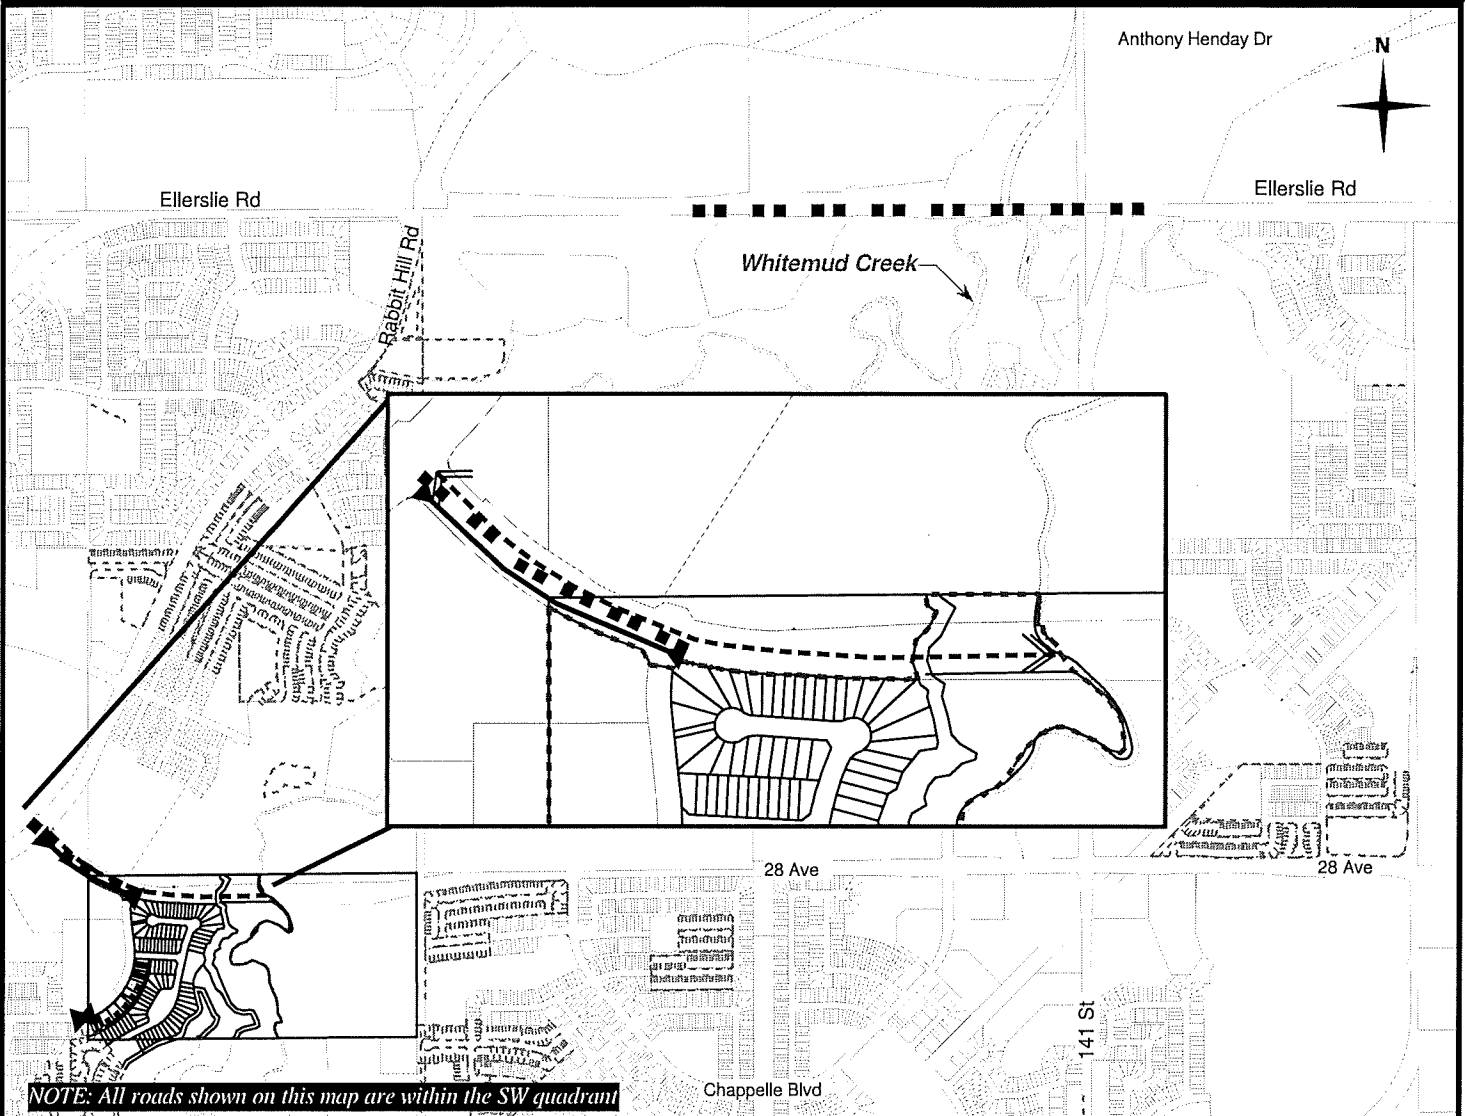 Anthony Henday Dr
N
Ellerslie Rd
Ellerslie Rd
Rabbit Hill Rd
Whitemud Creek
28 Ave
28 Ave
141 St
Chappelle Blvd
NOTE: All roads shown on this map are within the SW quadrant